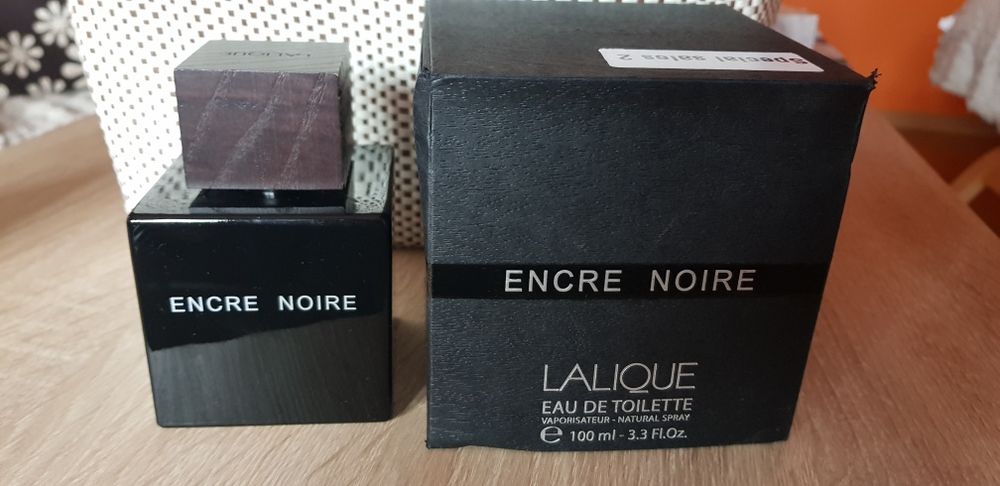 LALIQUE
ENCRE NOIRE
Special sales 2
ENCRE NOIRE
LALIQUE
EAU DE TOILETTE
VAPORISATEUR - NATURAL SPRAY
e 100 ml - 3.3 Fl.Oz.